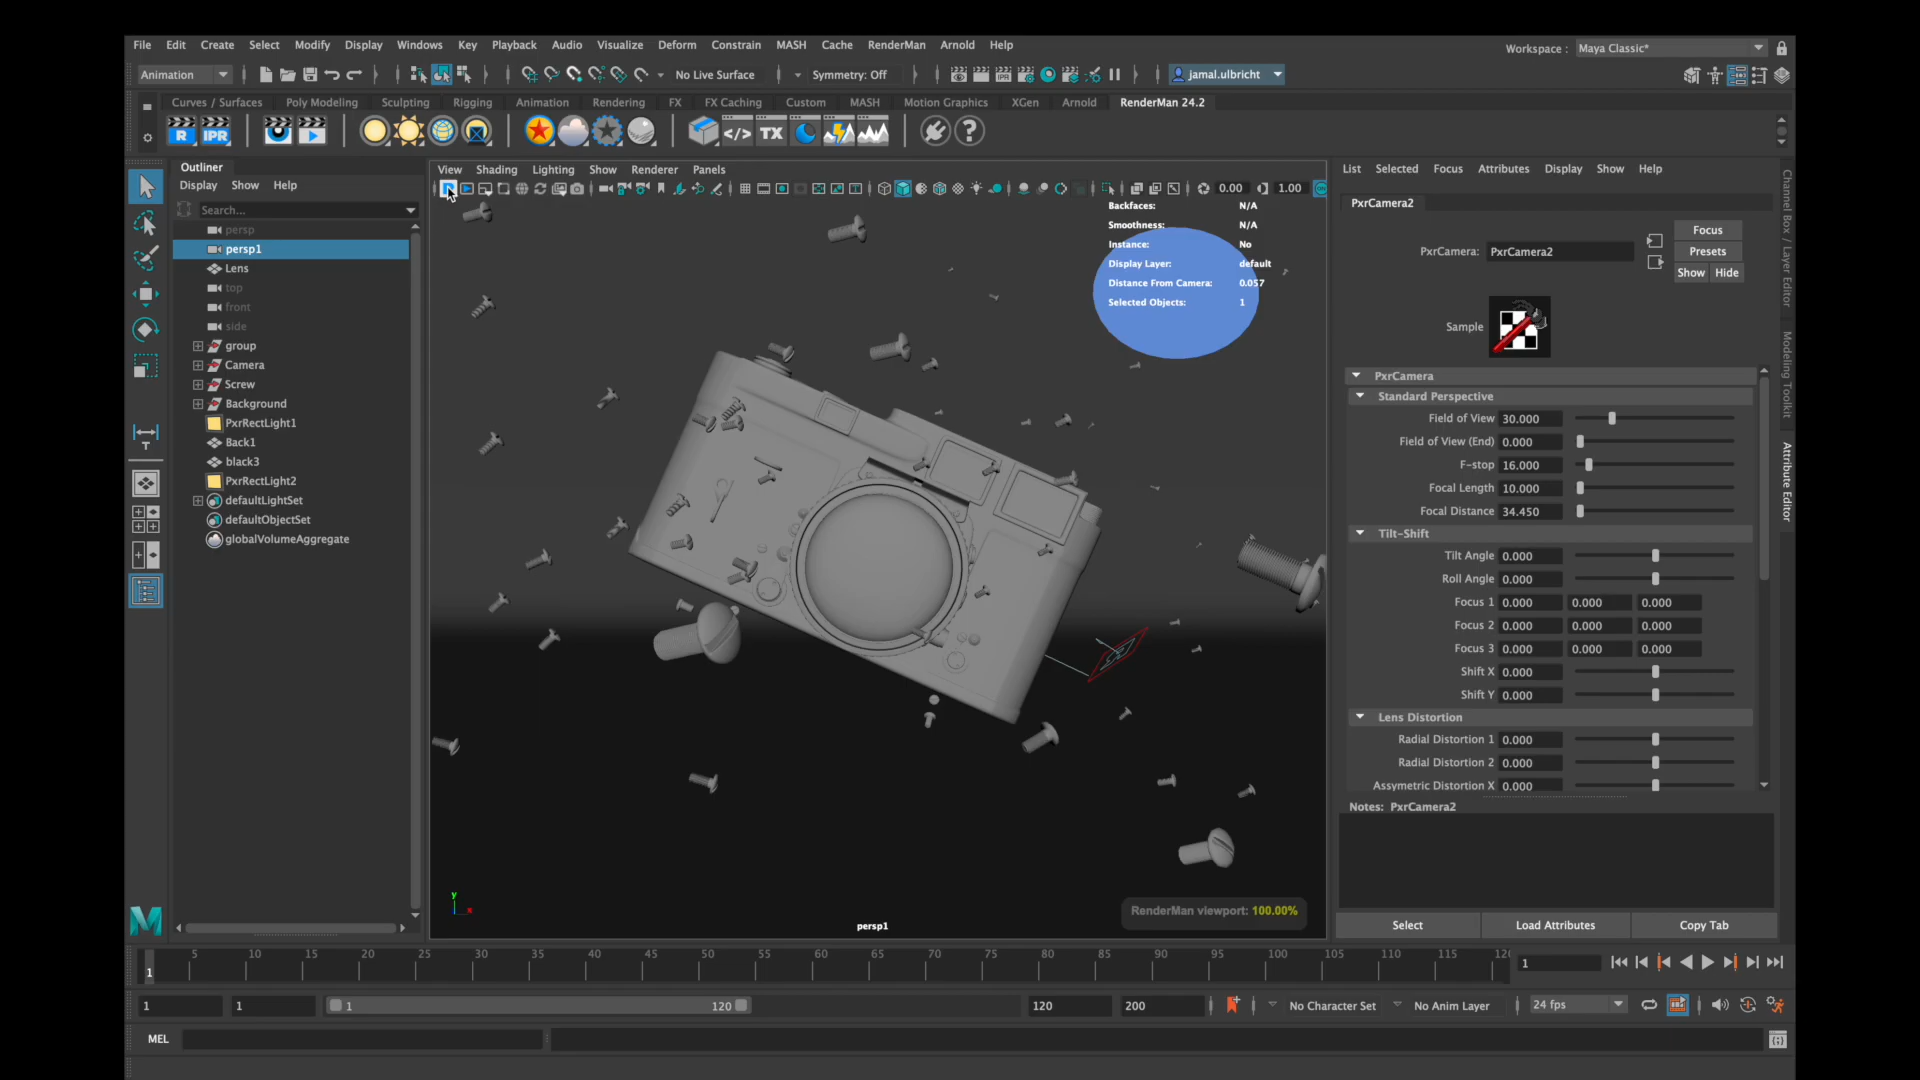 File Edit Create Select Modify Display Windows Key Playback Audio Visualize Deform Constrain MASH Cache RenderMan Arnold Help
Workspace : Maya Classic*
Animation No Live Surface Symmetry: Off jamal.ulbricht
Curves / Surfaces Poly Modeling Sculpting Rigging Animation Rendering FX FX Caching Custom MASH Motion Graphics XGen Arnold RenderMan 24.2
R IPR </> TX ?
Outliner
Display Show Help
Search...
persp
persp1
Lens
top
front
side
group
Camera
Screw
Background
PxrRectLight1
Back1
black3
PxrRectLight2
defaultLightSet
defaultObjectSet
globalVolumeAggregate
View Shading Lighting Show Renderer Panels
0.00 1.00
Backfaces: N/A
Smoothness: N/A
Instance: No
Display Layer: default
Distance From Camera: 0.057
Selected Objects: 1
y
x
RenderMan viewport: 100.00%
persp1
List Selected Focus Attributes Display Show Help
PxrCamera2
PxrCamera: PxrCamera2
Focus
Presets
Show Hide
Sample
PxrCamera
Standard Perspective
Field of View 30.000
Field of View (End) 0.000
F-stop 16.000
Focal Length 10.000
Focal Distance 34.450
Tilt-Shift
Tilt Angle 0.000
Roll Angle 0.000
Focus 1 0.000 0.000 0.000
Focus 2 0.000 0.000 0.000
Focus 3 0.000 0.000 0.000
Shift X 0.000
Shift Y 0.000
Lens Distortion
Radial Distortion 1 0.000
Radial Distortion 2 0.000
Assymetric Distortion X 0.000
Notes: PxrCamera2
Select Load Attributes Copy Tab
Channel Box / Layer Editor
Modeling Toolkit
Attribute Editor
5 10 15 20 25 30 35 40 45 50 55 60 65 70 75 80 85 90 95 100 105 110 115 120
1
1
1 1 1 120 120 200 No Character Set No Anim Layer 24 fps
MEL